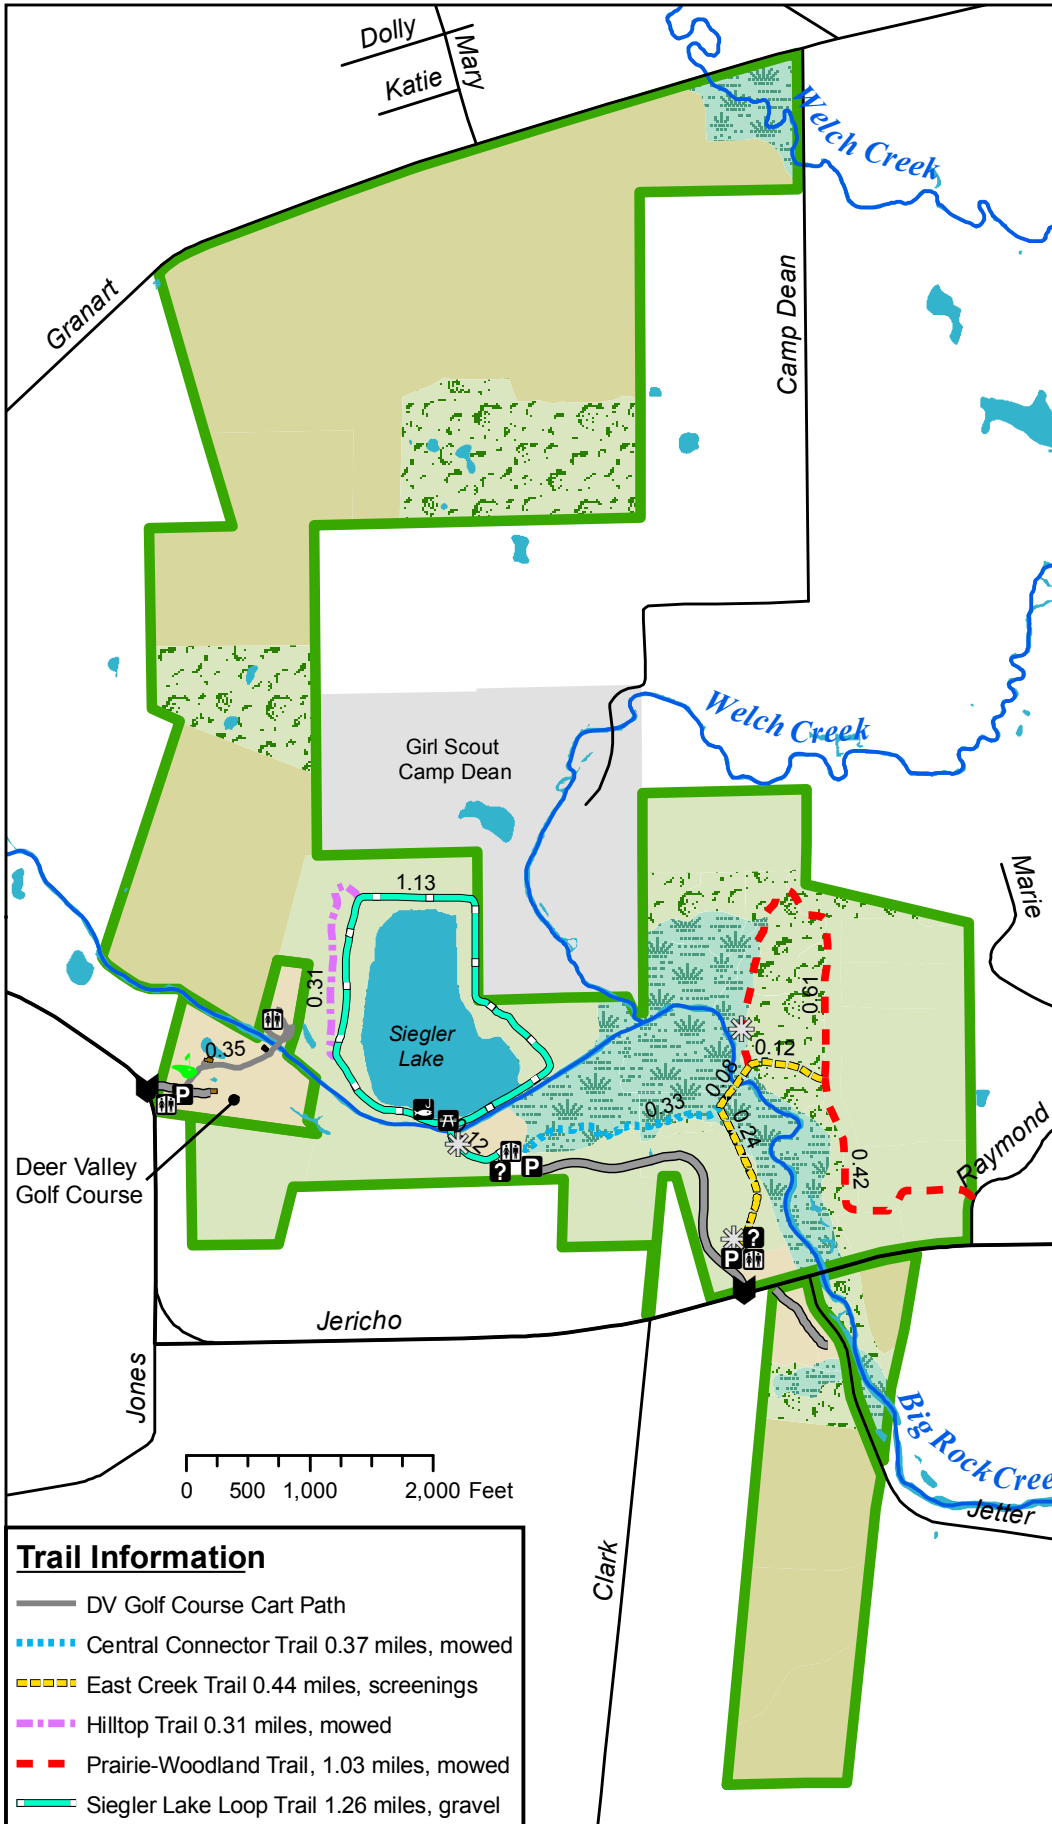 Dolly
Mary
Katie
Welch Creek
Granart
Camp Dean
Welch Creek
Girl Scout
Camp Dean
Marie
1.13
0.31
0.61
Siegler
Lake
0.35
0.12
0.08
0.33
0.24
12
0.42
Raymond
P
?
P
?
P
Deer Valley
Golf Course
Jericho
Jones
Big Rock Cree
Jetter
0 500 1,000 2,000 Feet
Clark
Trail Information
DV Golf Course Cart Path
Central Connector Trail 0.37 miles, mowed
East Creek Trail 0.44 miles, screenings
Hilltop Trail 0.31 miles, mowed
Prairie-Woodland Trail, 1.03 miles, mowed
Siegler Lake Loop Trail 1.26 miles, gravel